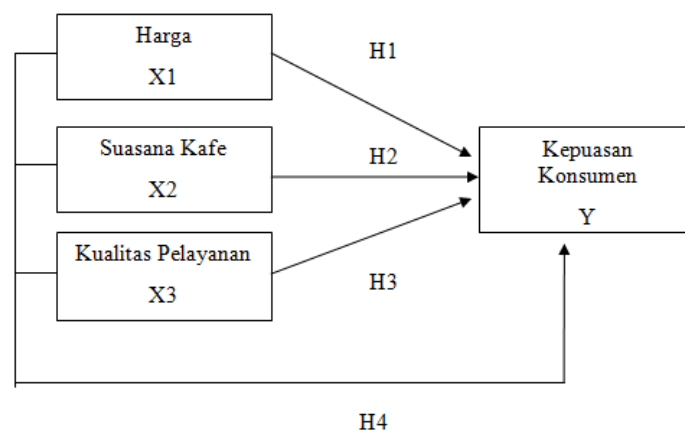 Harga
X1
H1
Suasana Kafe
X2
H2
Kepuasan
Konsumen
Y
Kualitas Pelayanan
X3
H3
H4